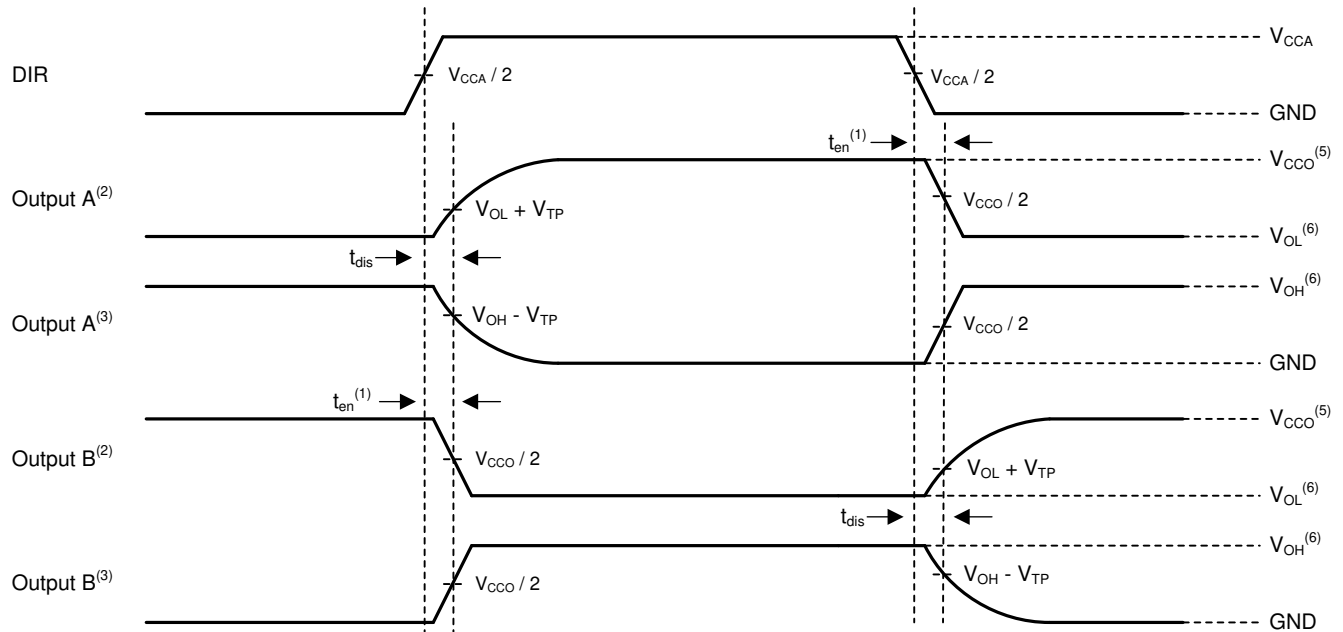 V_CCA
DIR
V_CCA / 2
V_CCA / 2
GND
t_en^(1)
V_CCO^(5)
Output A^(2)
V_OL + V_TP
V_CCO / 2
V_OL^(6)
t_dis
V_OH^(6)
Output A^(3)
V_OH - V_TP
V_CCO / 2
GND
t_en^(1)
V_CCO^(5)
Output B^(2)
V_CCO / 2
V_OL + V_TP
V_OL^(6)
t_dis
V_OH^(6)
Output B^(3)
V_CCO / 2
V_OH - V_TP
GND